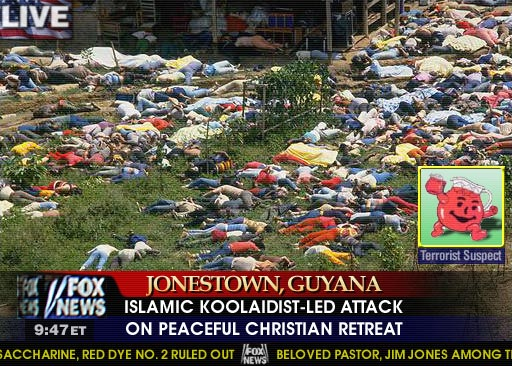 LIVE
Terrorist Suspect
JONESTOWN, GUYANA
FOX
NEWS
ISLAMIC KOOLAIDIST-LED ATTACK
ON PEACEFUL CHRISTIAN RETREAT
9:47 ET
SACCHARINE, RED DYE NO. 2 RULED OUT FOX NEWS BELOVED PASTOR, JIM JONES AMONG